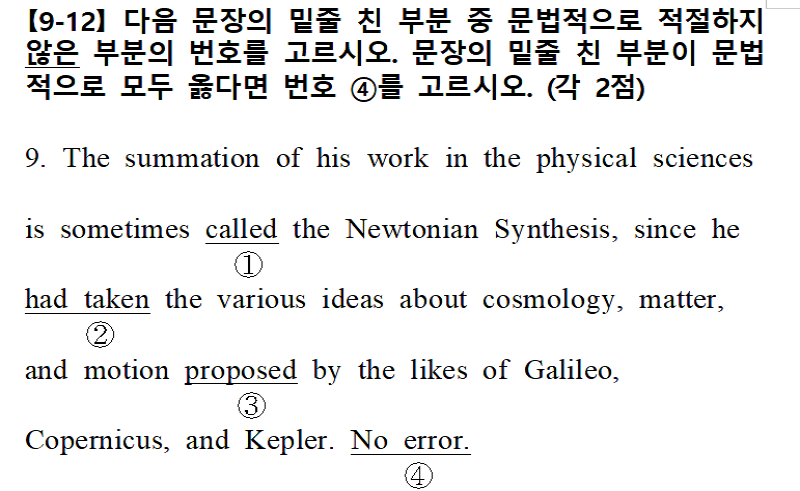 【9-12】 다음 문장의 밑줄 친 부분 중 문법적으로 적절하지
않은 부분의 번호를 고르시오. 문장의 밑줄 친 부분이 문법
적으로 모두 옳다면 번호 ④를 고르시오. (각 2점)
9. The summation of his work in the physical sciences
is sometimes called the Newtonian Synthesis, since he
①
had taken the various ideas about cosmology, matter,
②
and motion proposed by the likes of Galileo,
③
Copernicus, and Kepler. No error.
④